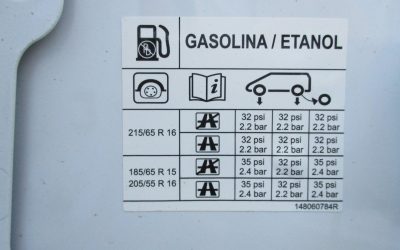 GASOLINA / ETANOL
215/65 R 16
32 psi 32 psi 32 psi
2.2 bar 2.2 bar 2.2 bar
32 psi 32 psi 32 psi
2.2 bar 2.2 bar 2.2 bar
185/65 R 15
205/55 R 16
35 psi 32 psi 35 psi
2.4 bar 2.2 bar 2.4 bar
35 psi 35 psi 35 psi
2.4 bar 2.4 bar 2.4 bar
148060784R